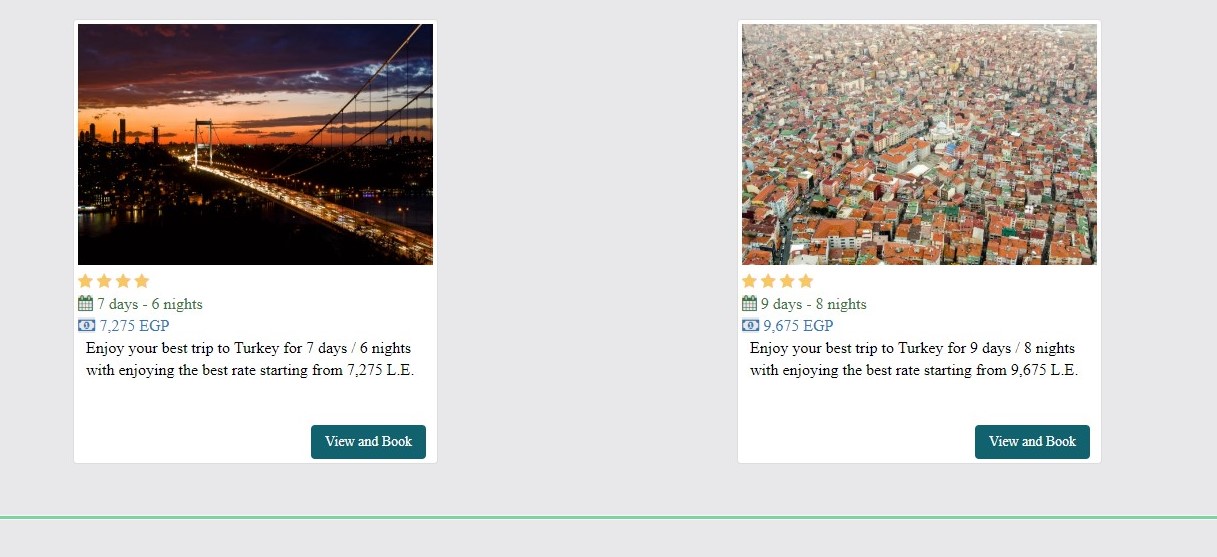 7 days - 6 nights
7,275 EGP
Enjoy your best trip to Turkey for 7 days / 6 nights
with enjoying the best rate starting from 7,275 L.E.
View and Book
9 days - 8 nights
9,675 EGP
Enjoy your best trip to Turkey for 9 days / 8 nights
with enjoying the best rate starting from 9,675 L.E.
View and Book